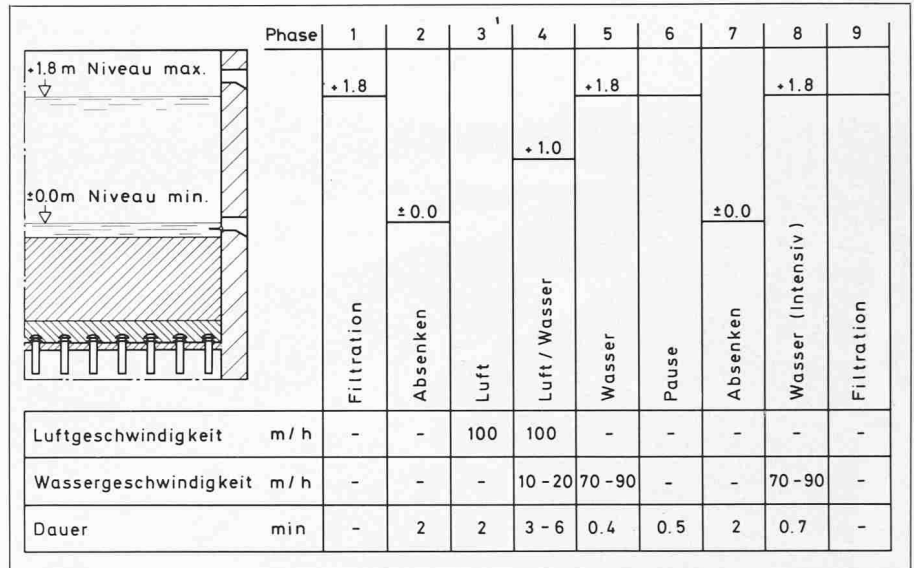 Phase 1 2 3 4 5 6 7 8 9
+1.8 m Niveau max.
+1.8 +1.8 +1.8
+1.0
±0.0m Niveau min.
±0.0 ±0.0
Filtration
Absenken
Luft
Luft / Wasser
Wasser
Pause
Absenken
Wasser (Intensiv)
Filtration
Luftgeschwindigkeit m/h - - 100 100 - - - - -
Wassergeschwindigkeit m/h - - - 10-20 70-90 - - 70-90 -
Dauer min - 2 2 3-6 0.4 0.5 2 0.7 -